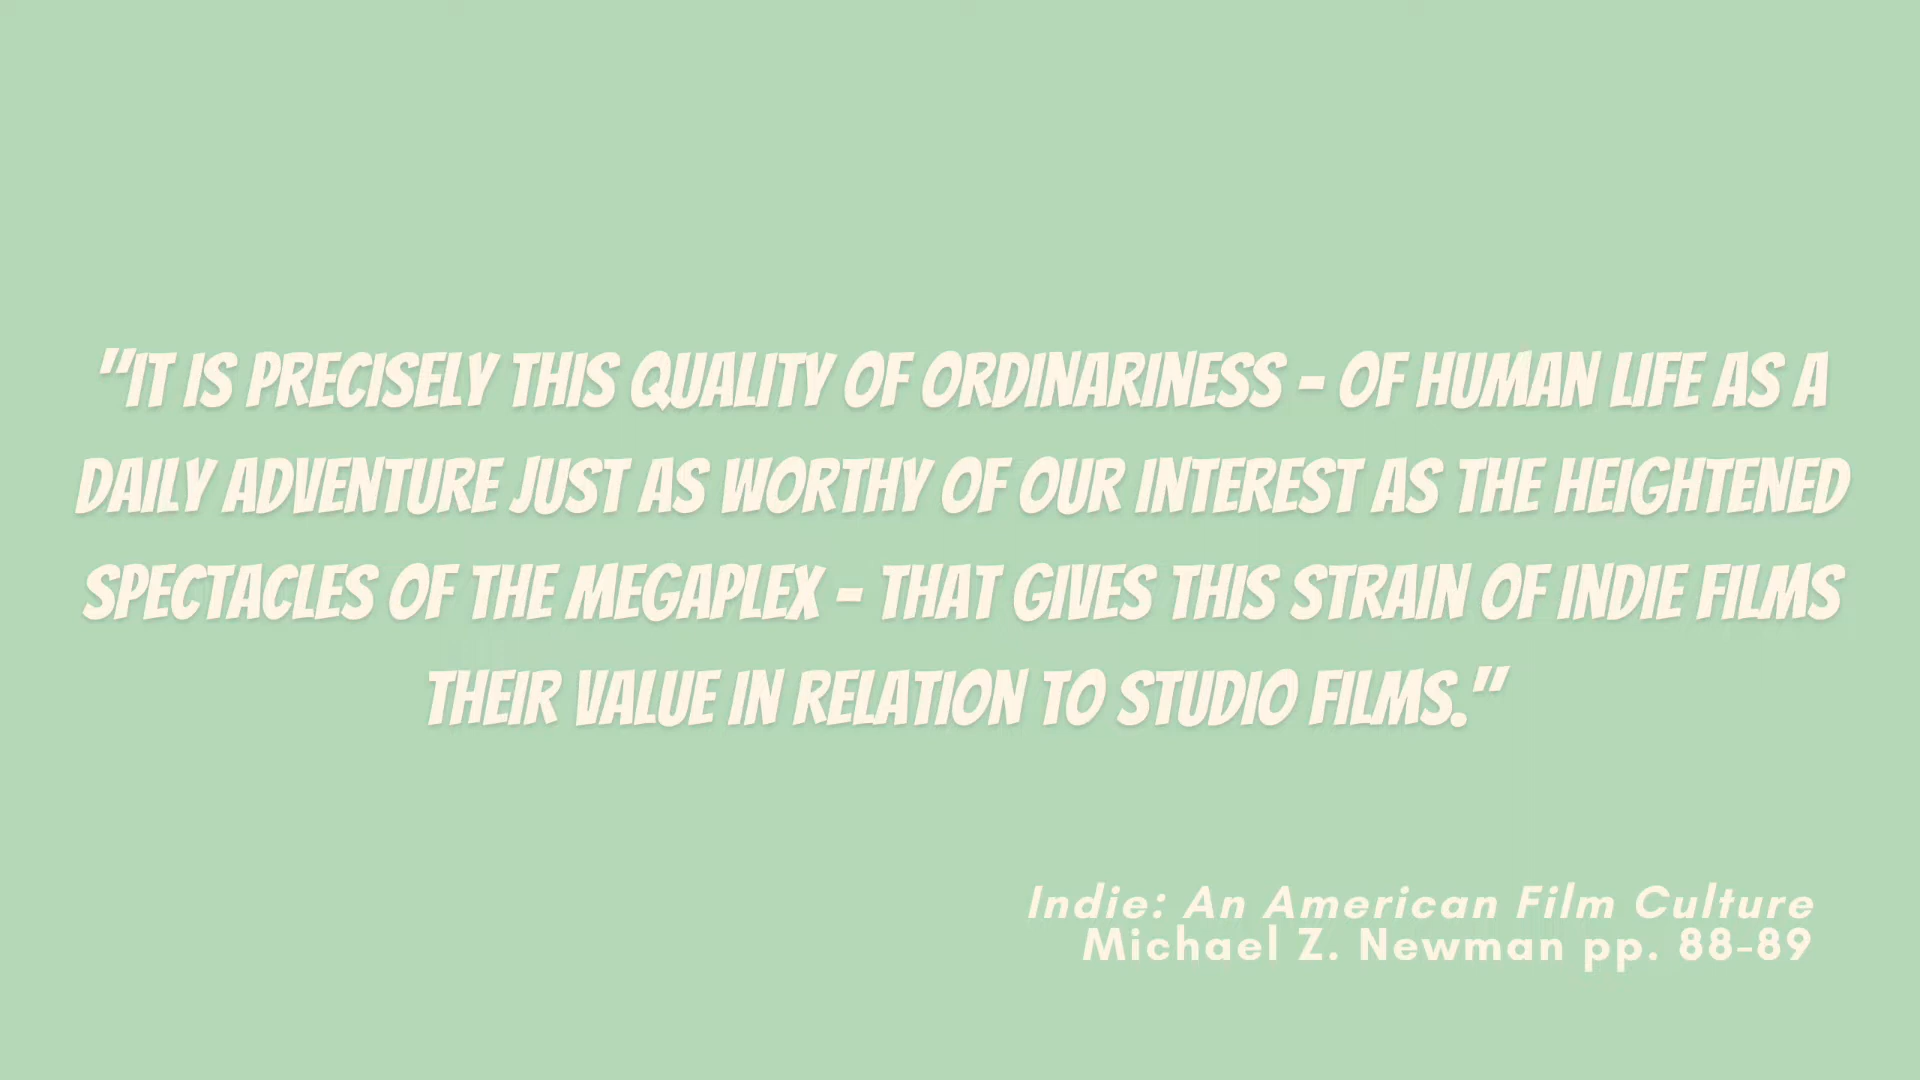 "IT IS PRECISELY THIS QUALITY OF ORDINARINESS - OF HUMAN LIFE AS A
DAILY ADVENTURE JUST AS WORTHY OF OUR INTEREST AS THE HEIGHTENED
SPECTACLES OF THE MEGAPLEX - THAT GIVES THIS STRAIN OF INDIE FILMS
THEIR VALUE IN RELATION TO STUDIO FILMS."
Indie: An American Film Culture
Michael Z. Newman pp. 88-89